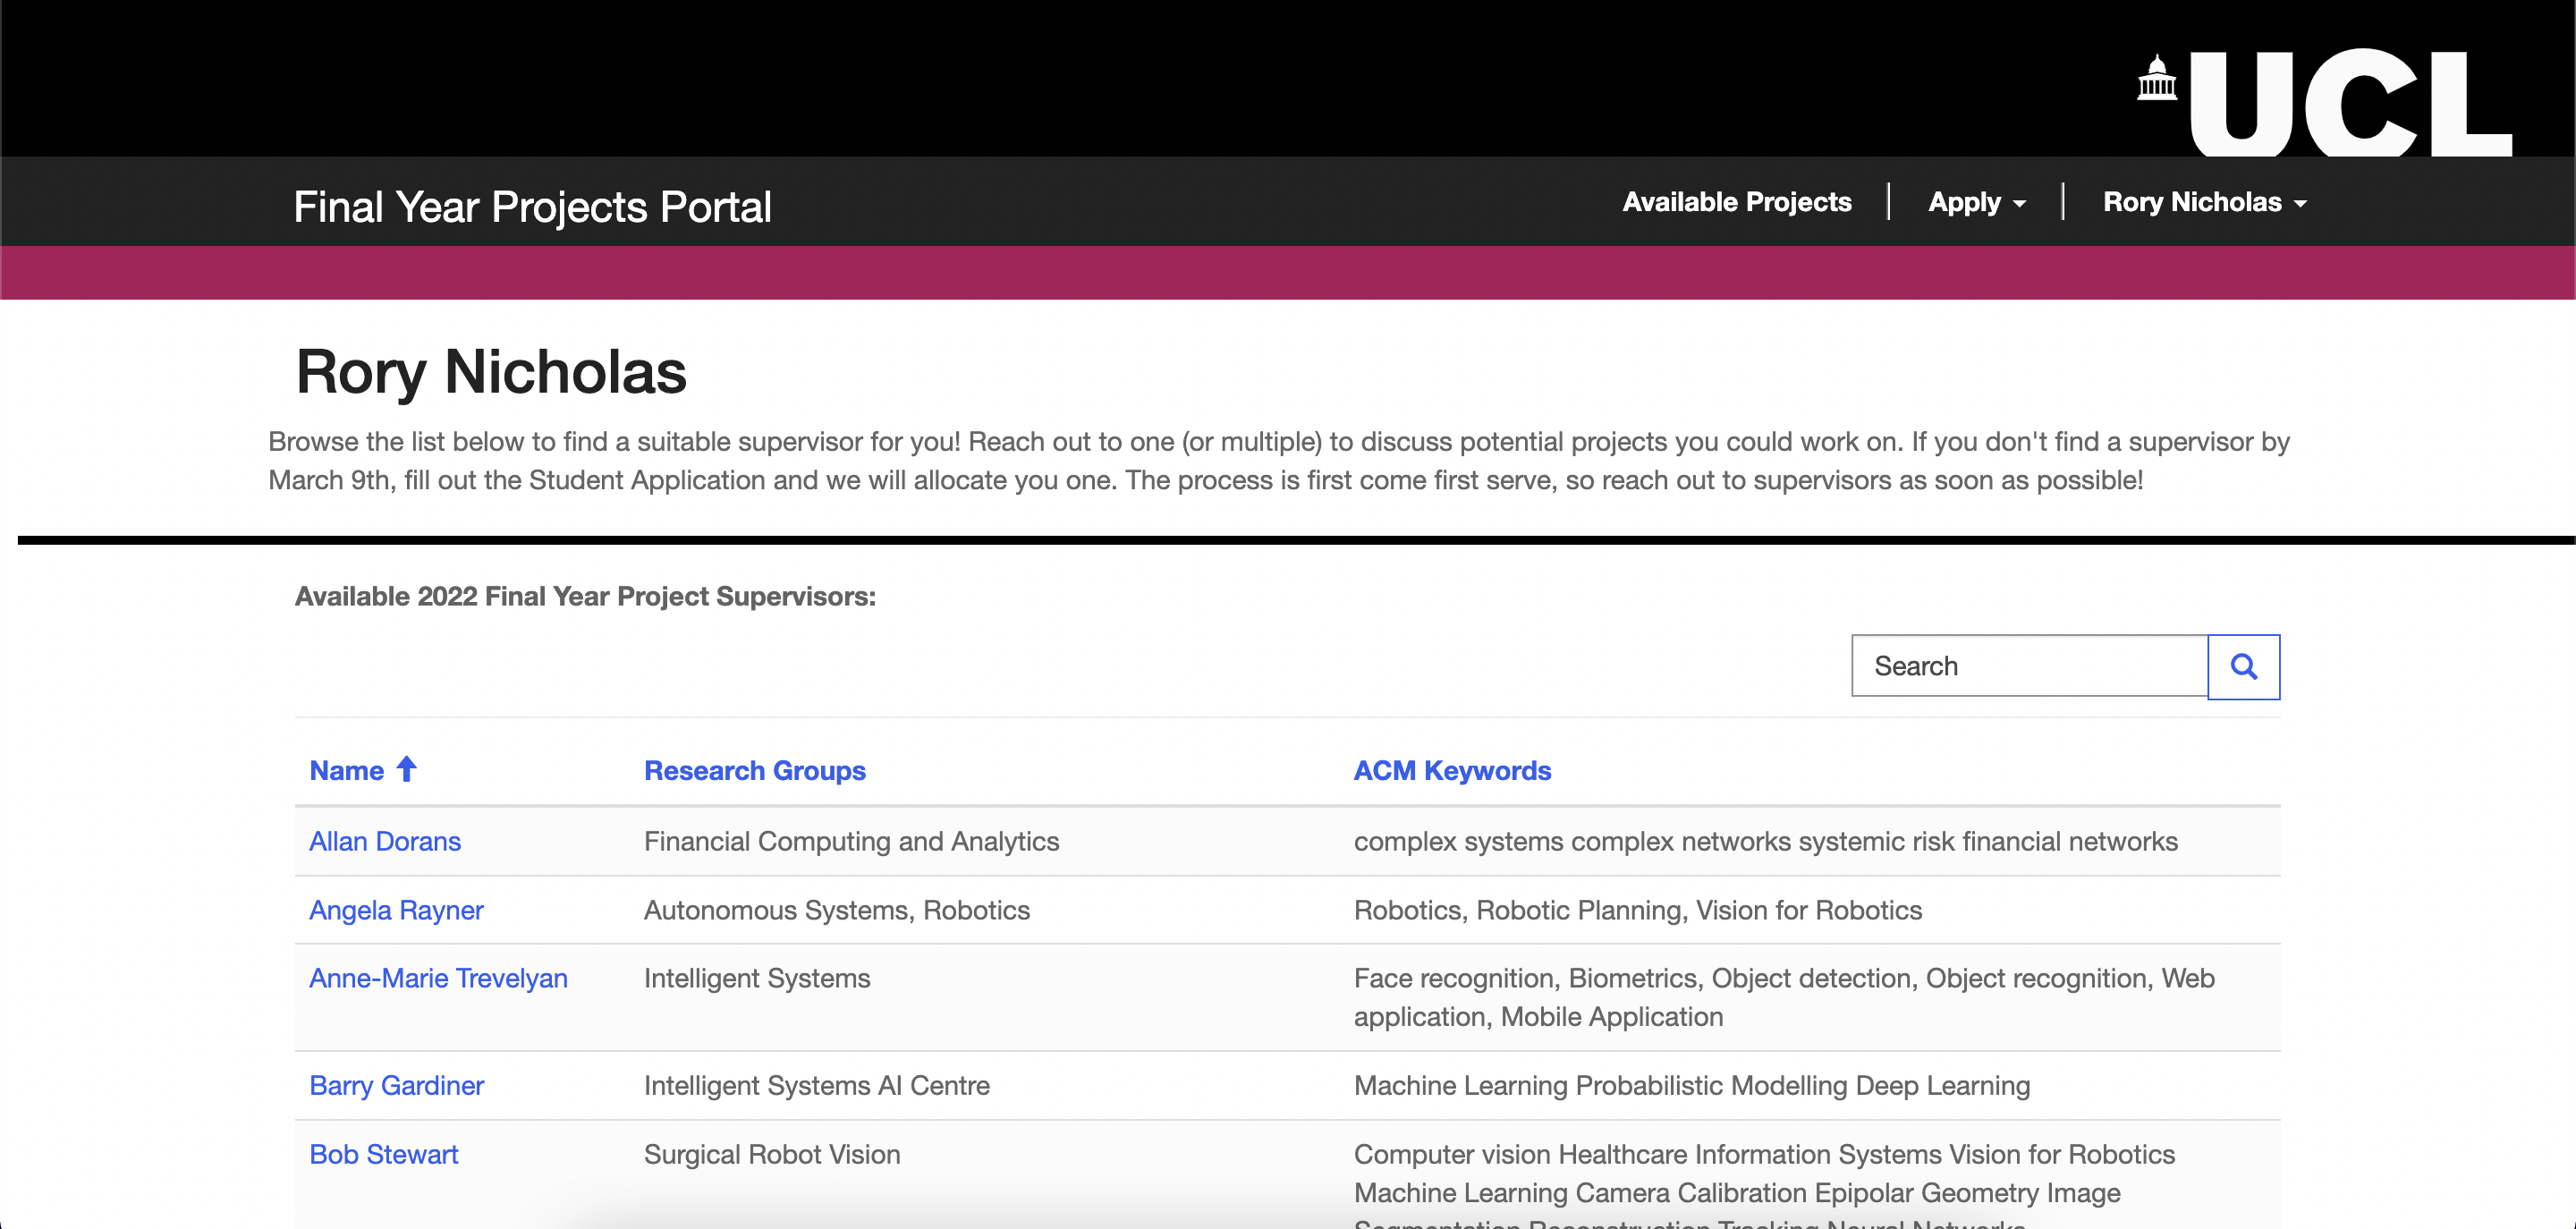 UCL
Final Year Projects Portal
Available Projects
Apply
Rory Nicholas
Rory Nicholas
Browse the list below to find a suitable supervisor for you! Reach out to one (or multiple) to discuss potential projects you could work on. If you don't find a supervisor by
March 9th, fill out the Student Application and we will allocate you one. The process is first come first serve, so reach out to supervisors as soon as possible!
Available 2022 Final Year Project Supervisors:
Search
Name Research Groups ACM Keywords
Allan Dorans Financial Computing and Analytics complex systems complex networks systemic risk financial networks
Angela Rayner Autonomous Systems, Robotics Robotics, Robotic Planning, Vision for Robotics
Anne-Marie Trevelyan Intelligent Systems Face recognition, Biometrics, Object detection, Object recognition, Web
application, Mobile Application
Barry Gardiner Intelligent Systems AI Centre Machine Learning Probabilistic Modelling Deep Learning
Bob Stewart Surgical Robot Vision Computer vision Healthcare Information Systems Vision for Robotics
Machine Learning Camera Calibration Epipolar Geometry Image
Segmentation Reconstruction Tracking Neural Networks